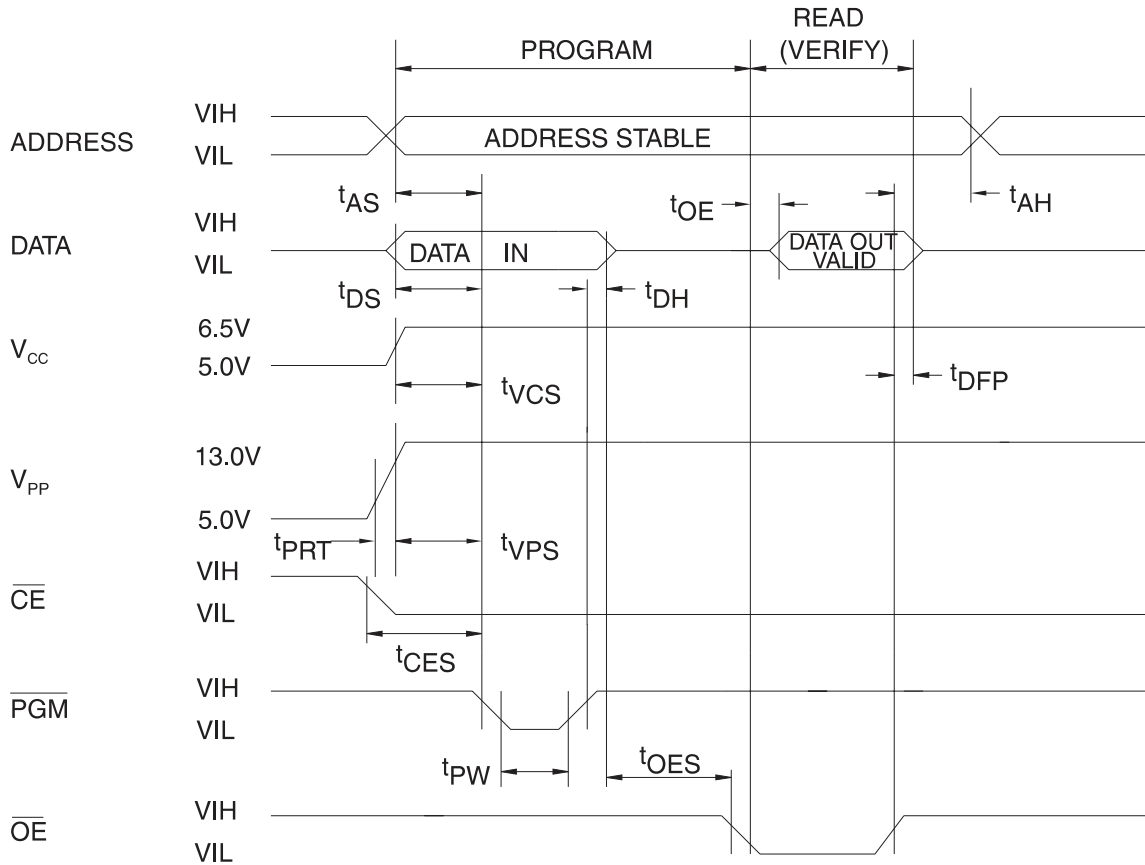 READ
PROGRAM (VERIFY)
VIH
ADDRESS ADDRESS STABLE
VIL
tAS tOE tAH
VIH
DATA DATA IN DATA OUT
VIL VALID
tDS tDH
6.5V
VCC
5.0V
tVCS tDFP
13.0V
VPP
5.0V
tPRT tVPS
VIH
CE
VIL
tCES
VIH
PGM
VIL
tPW tOES
VIH
OE
VIL